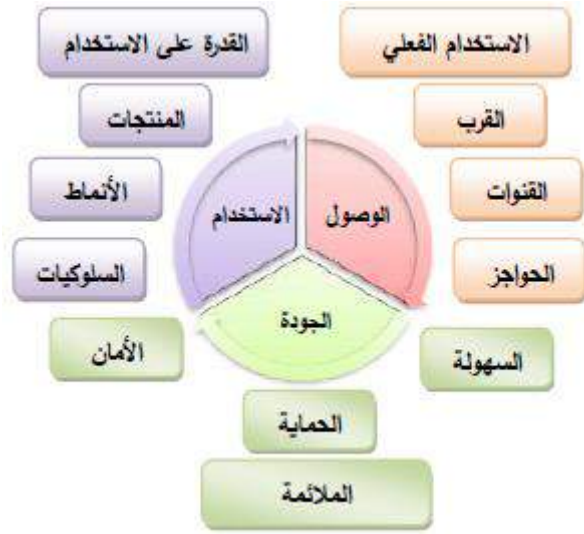 الاستخدام الفعلي
القدرة على الاستخدام
القرب
المنتجات
القنوات
الأنماط
الوصول
الاستخدام
الحواجز
السلوكيات
الجودة
السهولة
الأمان
الحماية
الملائمة